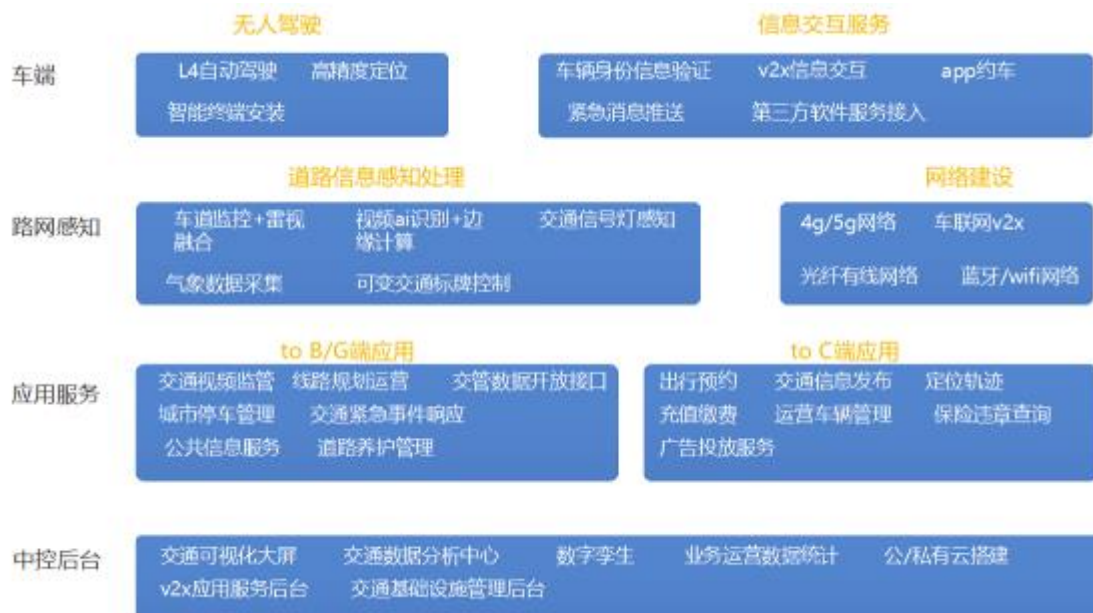 无人驾驶
信息交互服务
车端
L4自动驾驶 高精度定位
智能终端安装
车辆身份信息验证 v2x信息交互 app约车
紧急消息推送 第三方软件服务接入
道路信息感知处理
网络建设
路网感知
车道监控+雷视
融合
视频ai识别+边
缘计算
交通信号灯感知
气象数据采集 可变交通标牌控制
4g/5g网络 车联网v2x
光纤有线网络 蓝牙/wifi网络
to B/G端应用
to C端应用
应用服务
交通视频监管 线路规划运营 交管数据开放接口
城市停车管理 交通紧急事件响应
公共信息服务 道路养护管理
出行预约 交通信息发布 定位轨迹
充值缴费 运营车辆管理 保险违章查询
广告投放服务
中控后台
交通可视化大屏 交通数据分析中心 数字孪生 业务运营数据统计 公/私有云搭建
v2x应用服务后台 交通基础设施管理后台